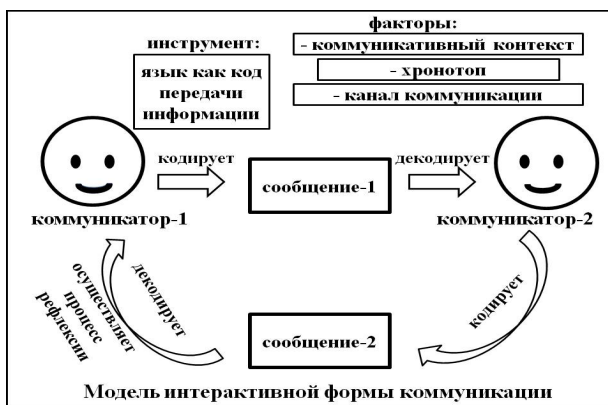 факторы:
инструмент:
- коммуникативный контекст
язык как код
передачи
информации
- хронотоп
- канал коммуникации
кодирует
декодирует
сообщение-1
коммуникатор-1
коммуникатор-2
декодирует
осуществляет
процесс
рефлексии
кодирует
сообщение-2
Модель интерактивной формы коммуникации